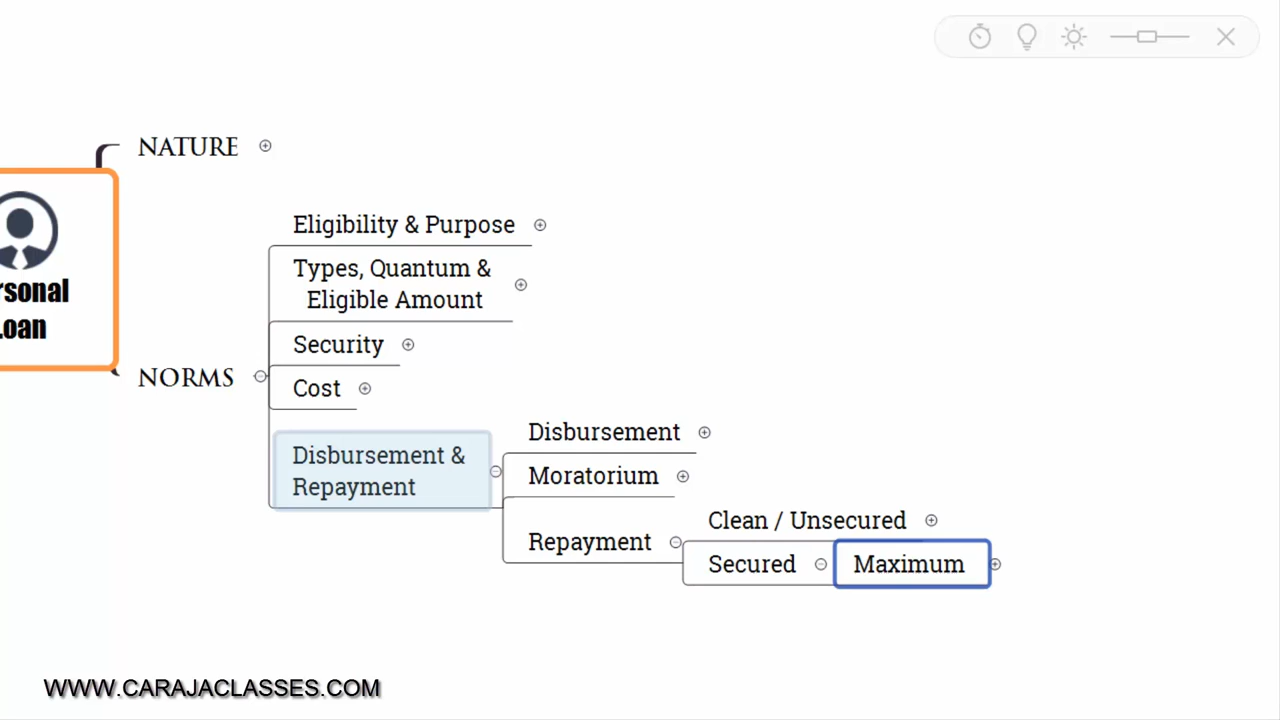 NATURE
rsonal
oan
NORMS
Eligibility & Purpose
Types, Quantum &
Eligible Amount
Security
Cost
Disbursement &
Repayment
Disbursement
Moratorium
Repayment
Clean / Unsecured
Secured
Maximum
WWW.CARAJACLASSES.COM